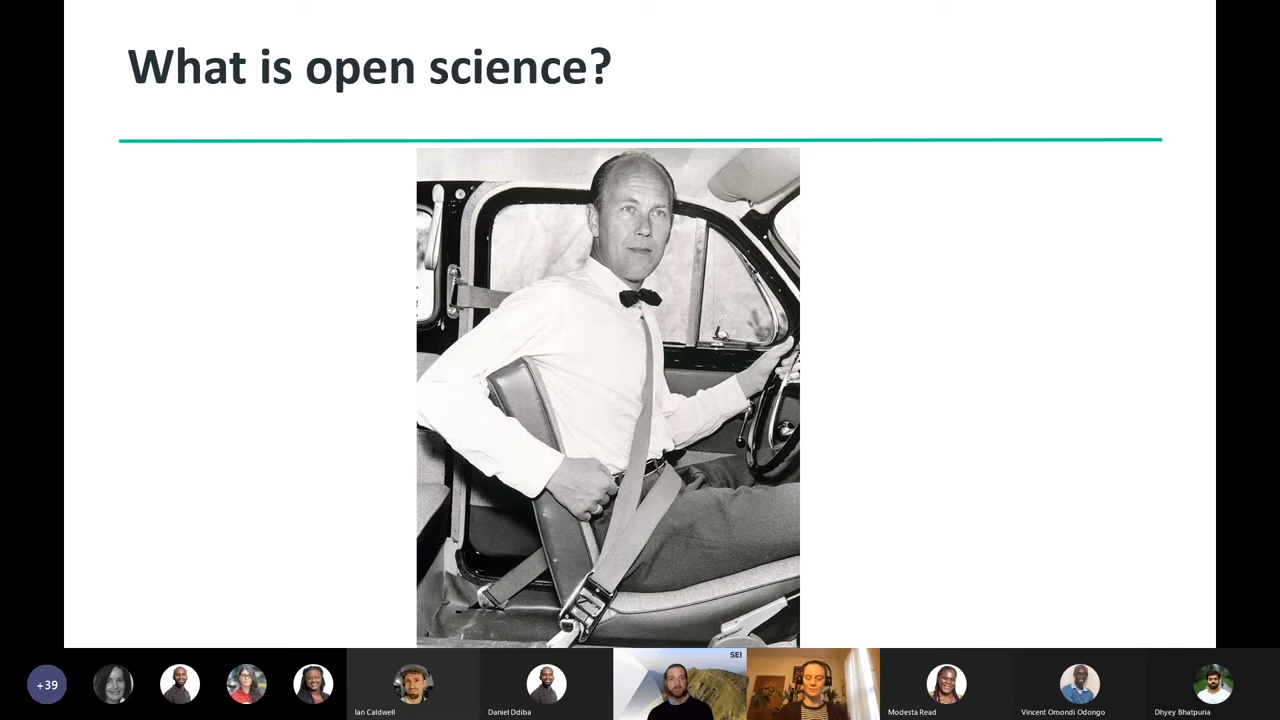 What is open science?
SEI
+39
Ian Caldwell
Daniel Ddiba
Modesta Read
Vincent Omondi Odongo
Dhyey Bhatpuria